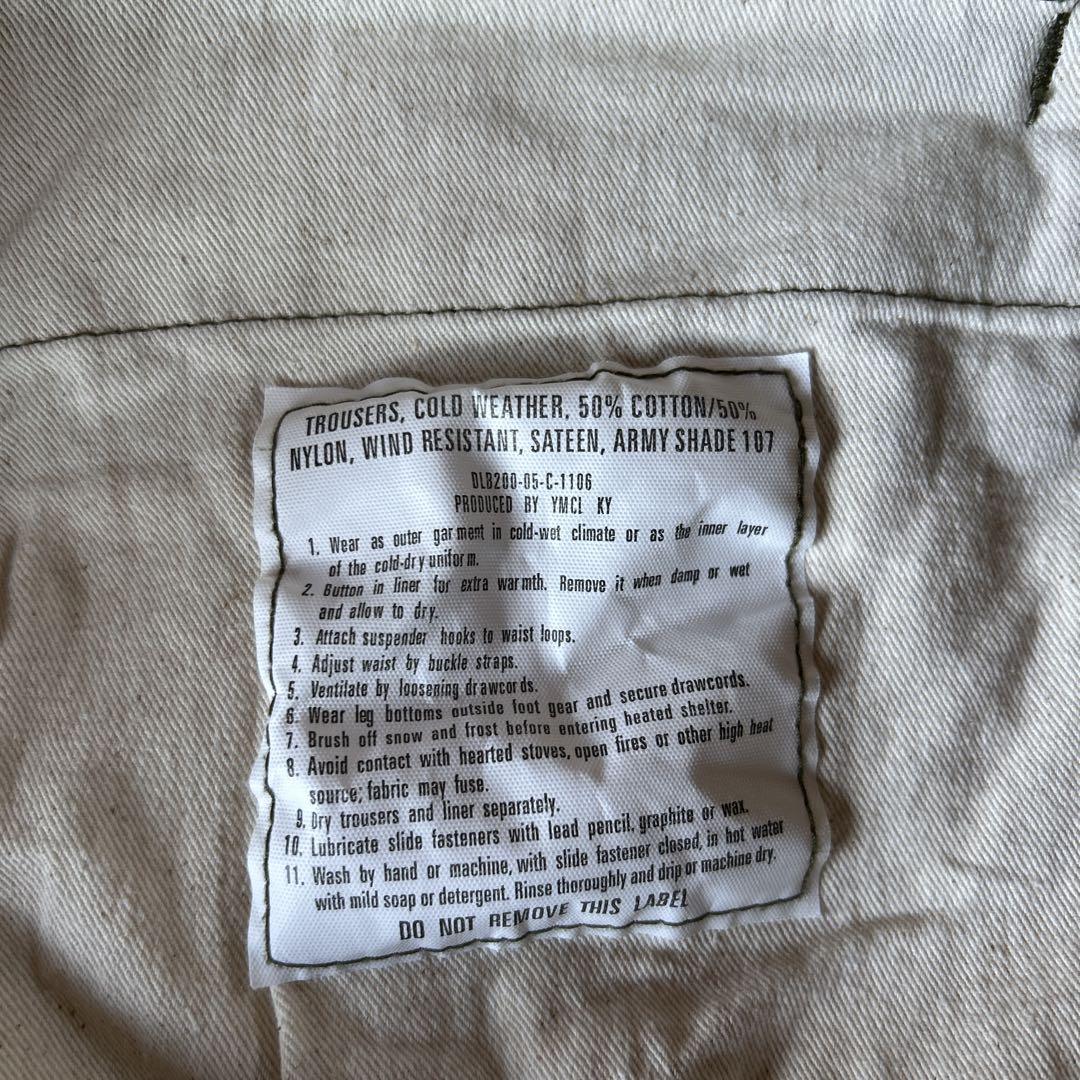 TROUSERS, COLD WEATHER, 50% COTTON/50%
NYLON, WIND RESISTANT, SATEEN, ARMY SHADE 107
DLB200-05-C-1106
PRODUCED BY YMCL KY
1. Wear as outer garment in cold-wet climate or as the inner layer
of the cold-dry uniform.
2. Button in liner for extra warmth. Remove it when damp or wet
and allow to dry.
3. Attach suspender hooks to waist loops.
4. Adjust waist by buckle straps.
5. Ventilate by loosening drawcords.
6. Wear leg bottoms outside foot gear and secure drawcords.
7. Brush off snow and frost before entering heated shelter.
8. Avoid contact with hearted stoves, open fires or other high heat
source; fabric may fuse.
9. Dry trousers and liner separately.
10. Lubricate slide fasteners with lead pencil, graphite or wax.
11. Wash by hand or machine, with slide fastener closed, in hot water
with mild soap or detergent. Rinse thoroughly and drip or machine dry.
DO NOT REMOVE THIS LABEL